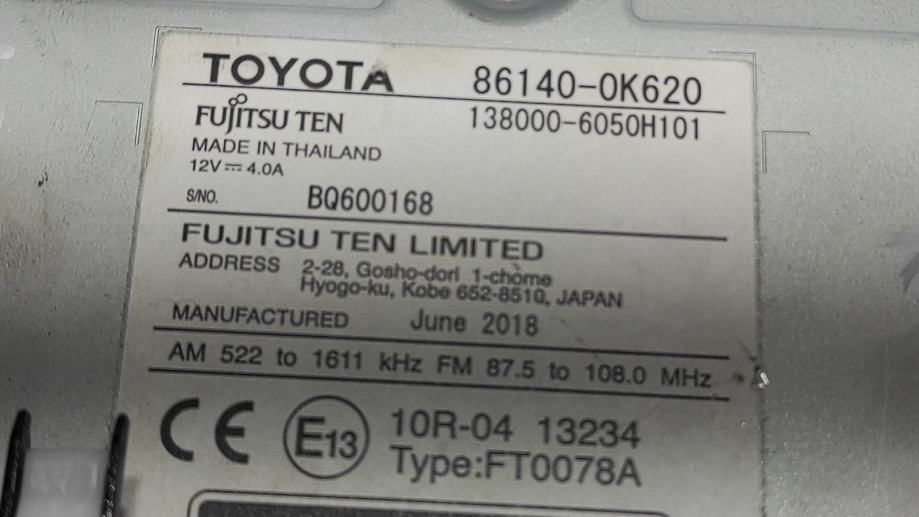 TOYOTA 86140-0K620
FUJITSU TEN 138000-6050H101
MADE IN THAILAND
12V⎓4.0A
S/NO. BQ600168
FUJITSU TEN LIMITED
ADDRESS 2-28, Gosho-dori 1-chome
Hyogo-ku, Kobe 652-8510, JAPAN
MANUFACTURED June 2018
AM 522 to 1611 kHz FM 87.5 to 108.0 MHz
CE E13 10R-04 13234
Type:FT0078A